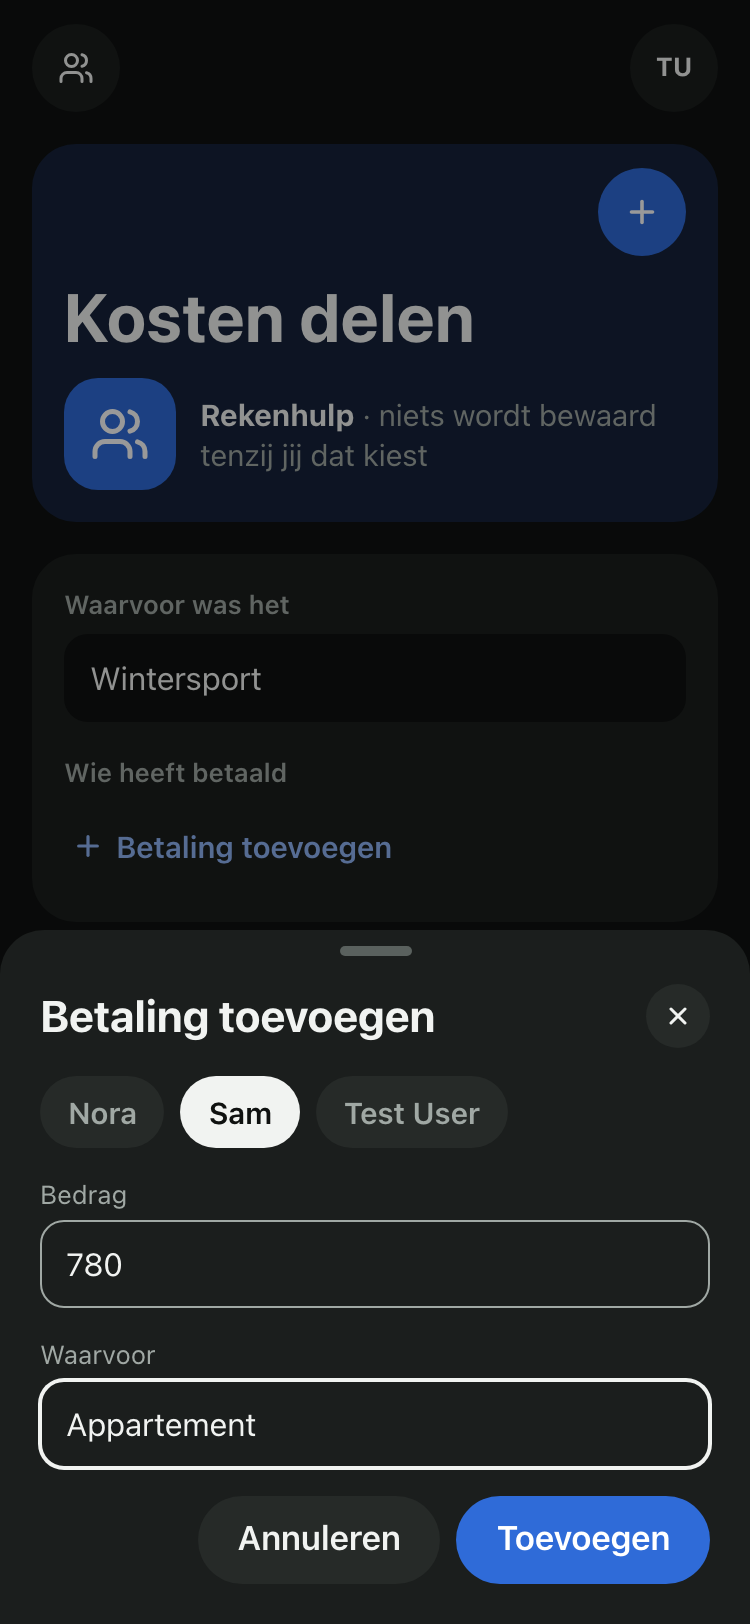 TU
Kosten delen
Rekenhulp · niets wordt bewaard
tenzij jij dat kiest
Waarvoor was het
Wintersport
Wie heeft betaald
+ Betaling toevoegen
Betaling toevoegen
Nora Sam Test User
Bedrag
780
Waarvoor
Appartement
Annuleren Toevoegen